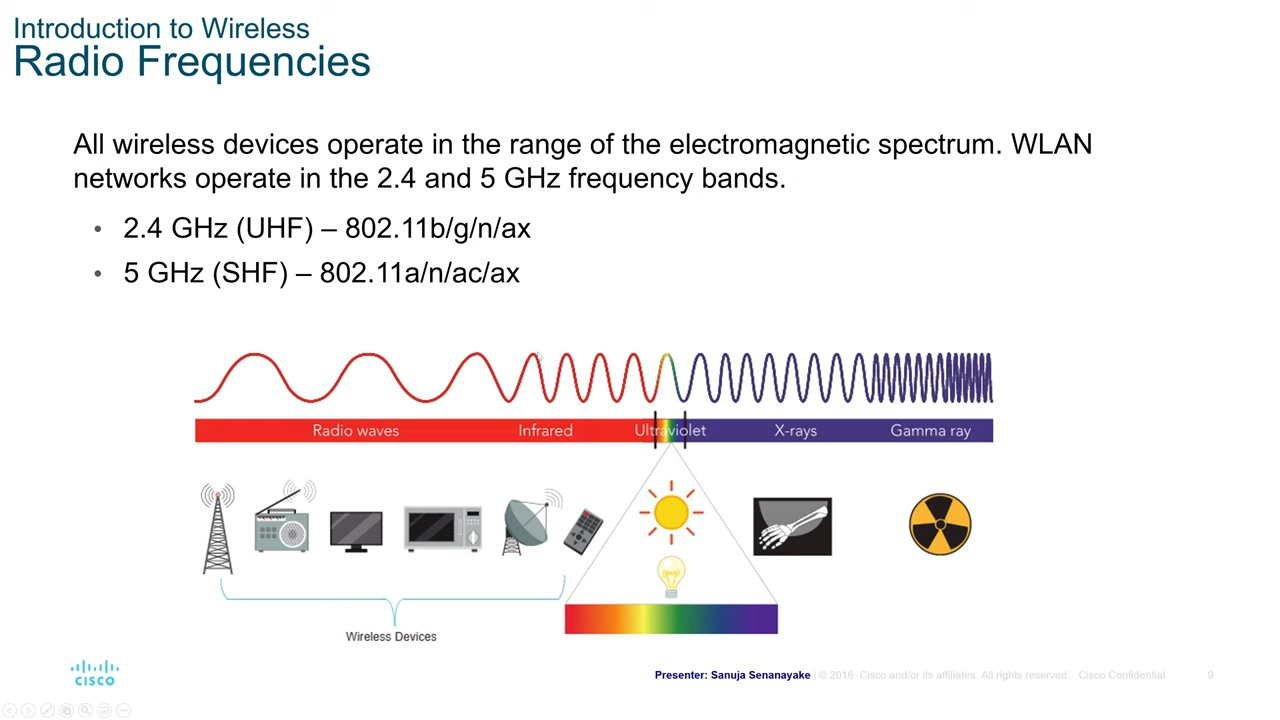 Introduction to Wireless
Radio Frequencies
All wireless devices operate in the range of the electromagnetic spectrum. WLAN
networks operate in the 2.4 and 5 GHz frequency bands.
• 2.4 GHz (UHF) – 802.11b/g/n/ax
• 5 GHz (SHF) – 802.11a/n/ac/ax
Radio waves Infrared Ultraviolet X-rays Gamma ray
Wireless Devices
CISCO
Presenter: Sanuja Senanayake | © 2016 Cisco and/or its affiliates. All rights reserved. Cisco Confidential 9